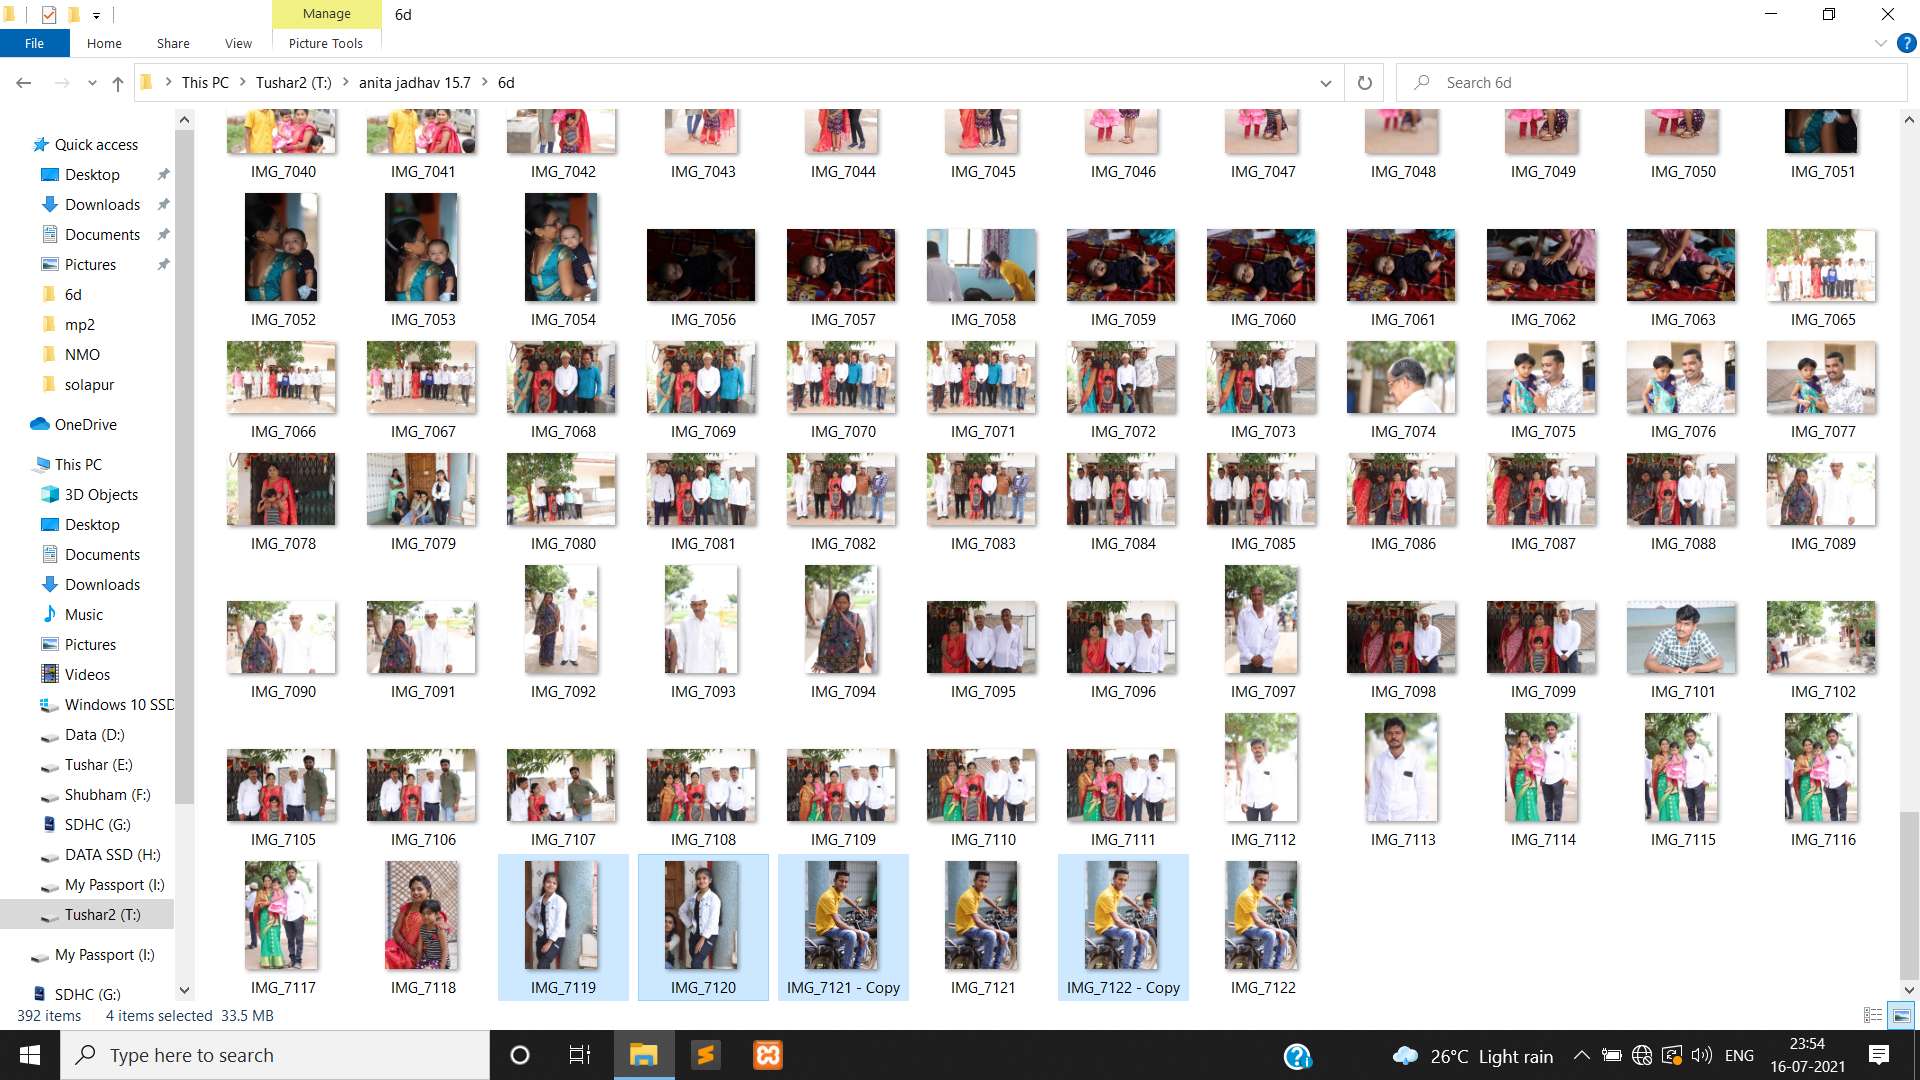 Manage
6d
File
Home
Share
View
Picture Tools
This PC
Tushar2 (T:)
anita jadhav 15.7
6d
Search 6d
Quick access
Desktop
Downloads
Documents
Pictures
6d
mp2
NMO
solapur
OneDrive
This PC
3D Objects
Desktop
Documents
Downloads
Music
Pictures
Videos
Windows 10 SSD
Data (D:)
Tushar (E:)
Shubham (F:)
SDHC (G:)
DATA SSD (H:)
My Passport (I:)
Tushar2 (T:)
My Passport (I:)
SDHC (G:)
IMG_7040 IMG_7041 IMG_7042 IMG_7043 IMG_7044 IMG_7045 IMG_7046 IMG_7047 IMG_7048 IMG_7049 IMG_7050 IMG_7051
IMG_7052 IMG_7053 IMG_7054 IMG_7056 IMG_7057 IMG_7058 IMG_7059 IMG_7060 IMG_7061 IMG_7062 IMG_7063 IMG_7065
IMG_7066 IMG_7067 IMG_7068 IMG_7069 IMG_7070 IMG_7071 IMG_7072 IMG_7073 IMG_7074 IMG_7075 IMG_7076 IMG_7077
IMG_7078 IMG_7079 IMG_7080 IMG_7081 IMG_7082 IMG_7083 IMG_7084 IMG_7085 IMG_7086 IMG_7087 IMG_7088 IMG_7089
IMG_7090 IMG_7091 IMG_7092 IMG_7093 IMG_7094 IMG_7095 IMG_7096 IMG_7097 IMG_7098 IMG_7099 IMG_7101 IMG_7102
IMG_7105 IMG_7106 IMG_7107 IMG_7108 IMG_7109 IMG_7110 IMG_7111 IMG_7112 IMG_7113 IMG_7114 IMG_7115 IMG_7116
IMG_7117 IMG_7118 IMG_7119 IMG_7120 IMG_7121 - Copy IMG_7121 IMG_7122 - Copy IMG_7122
392 items 4 items selected 33.5 MB
Type here to search
26°C Light rain
ENG
23:54
16-07-2021